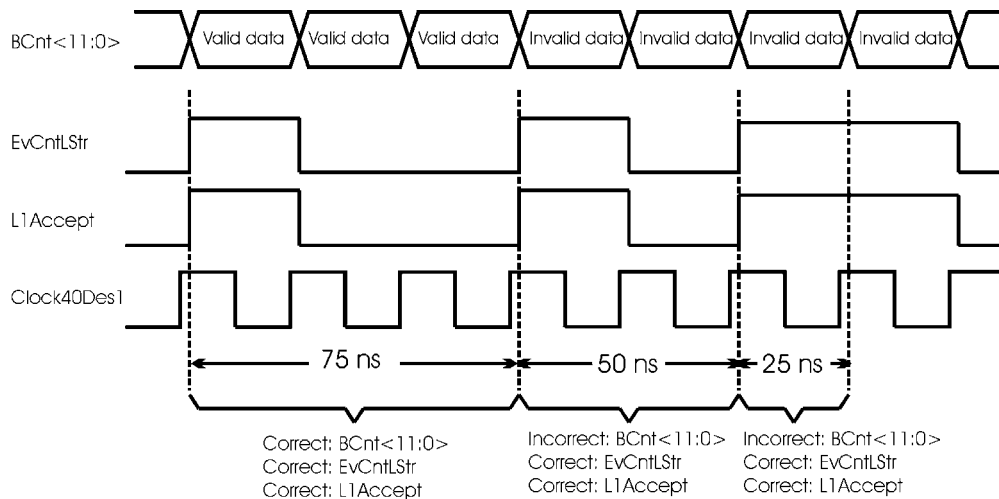 BCnt<11:0>
Valid data Valid data Valid data Invalid data Invalid data Invalid data Invalid data
EvCntLStr
L1Accept
Clock40Des1
75 ns 50 ns 25 ns
Correct: BCnt<11:0>
Correct: EvCntLStr
Correct: L1Accept
Incorrect: BCnt<11:0>
Correct: EvCntLStr
Correct: L1Accept
Incorrect: BCnt<11:0>
Correct: EvCntLStr
Correct: L1Accept